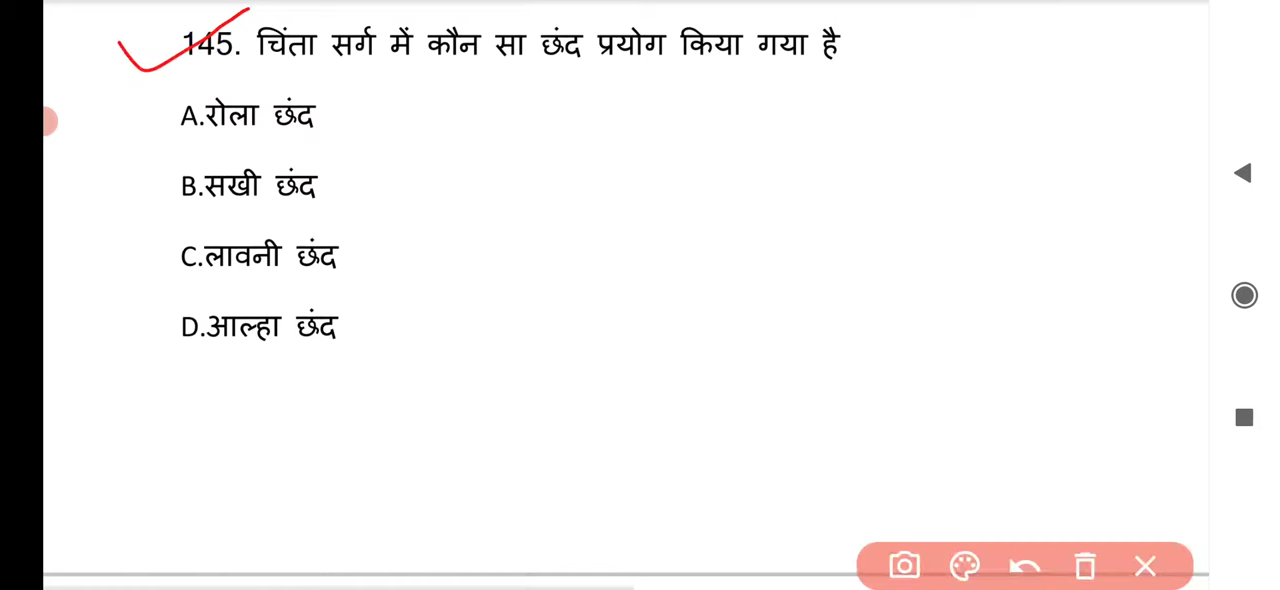 145. चिंता सर्ग में कौन सा छंद प्रयोग किया गया है
A.रोला छंद
B.सखी छंद
C.लावनी छंद
D.आल्हा छंद